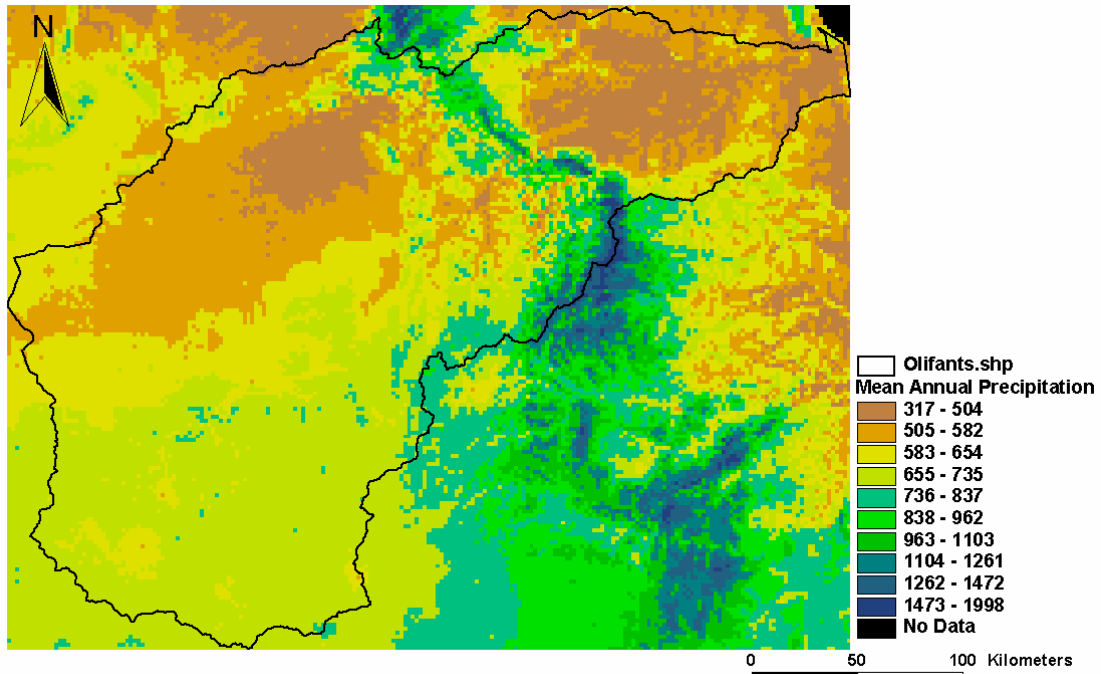 N
Olifants.shp
Mean Annual Precipitation
317 - 504
505 - 582
583 - 654
655 - 735
736 - 837
838 - 962
963 - 1103
1104 - 1261
1262 - 1472
1473 - 1998
No Data
0 50 100 Kilometers